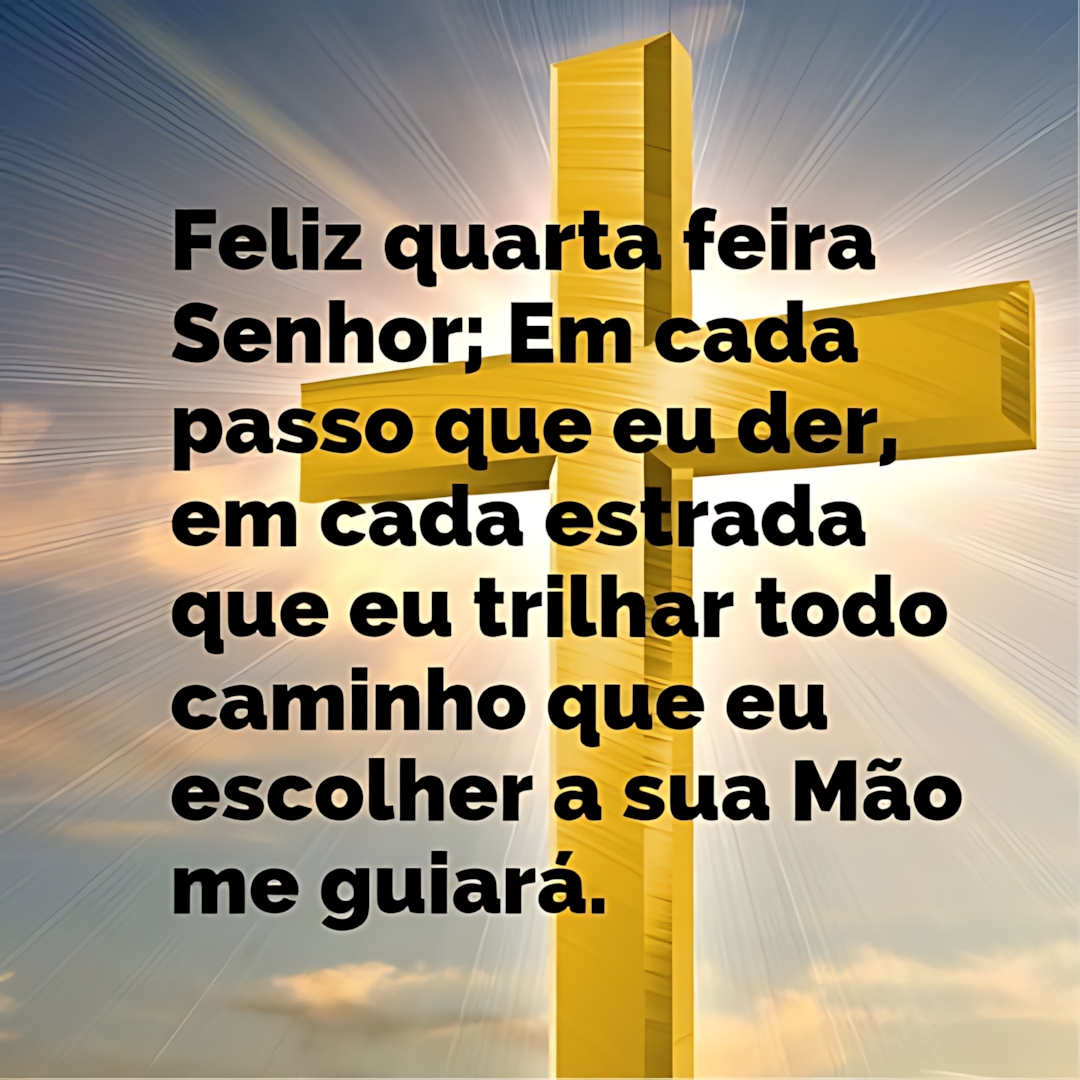 Feliz quarta feira
Senhor; Em cada
passo que eu der,
em cada estrada
que eu trilhar todo
caminho que eu
escolher a sua Mão
me guiará.